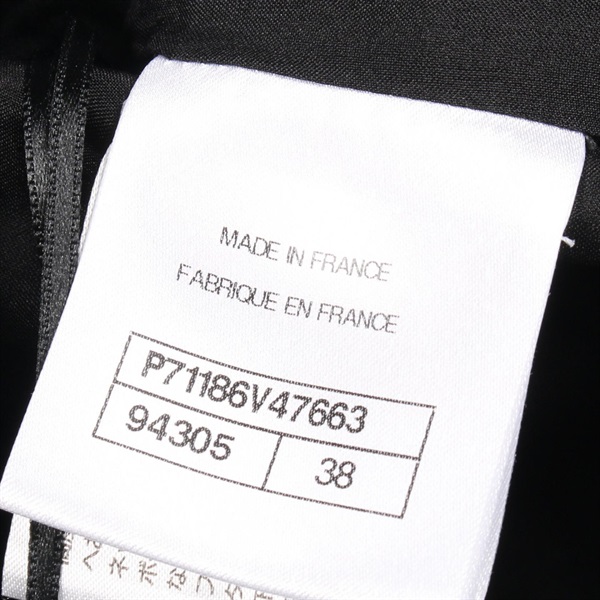 MADE IN FRANCE
FABRIQUE EN FRANCE
P71186V47663
94305
38